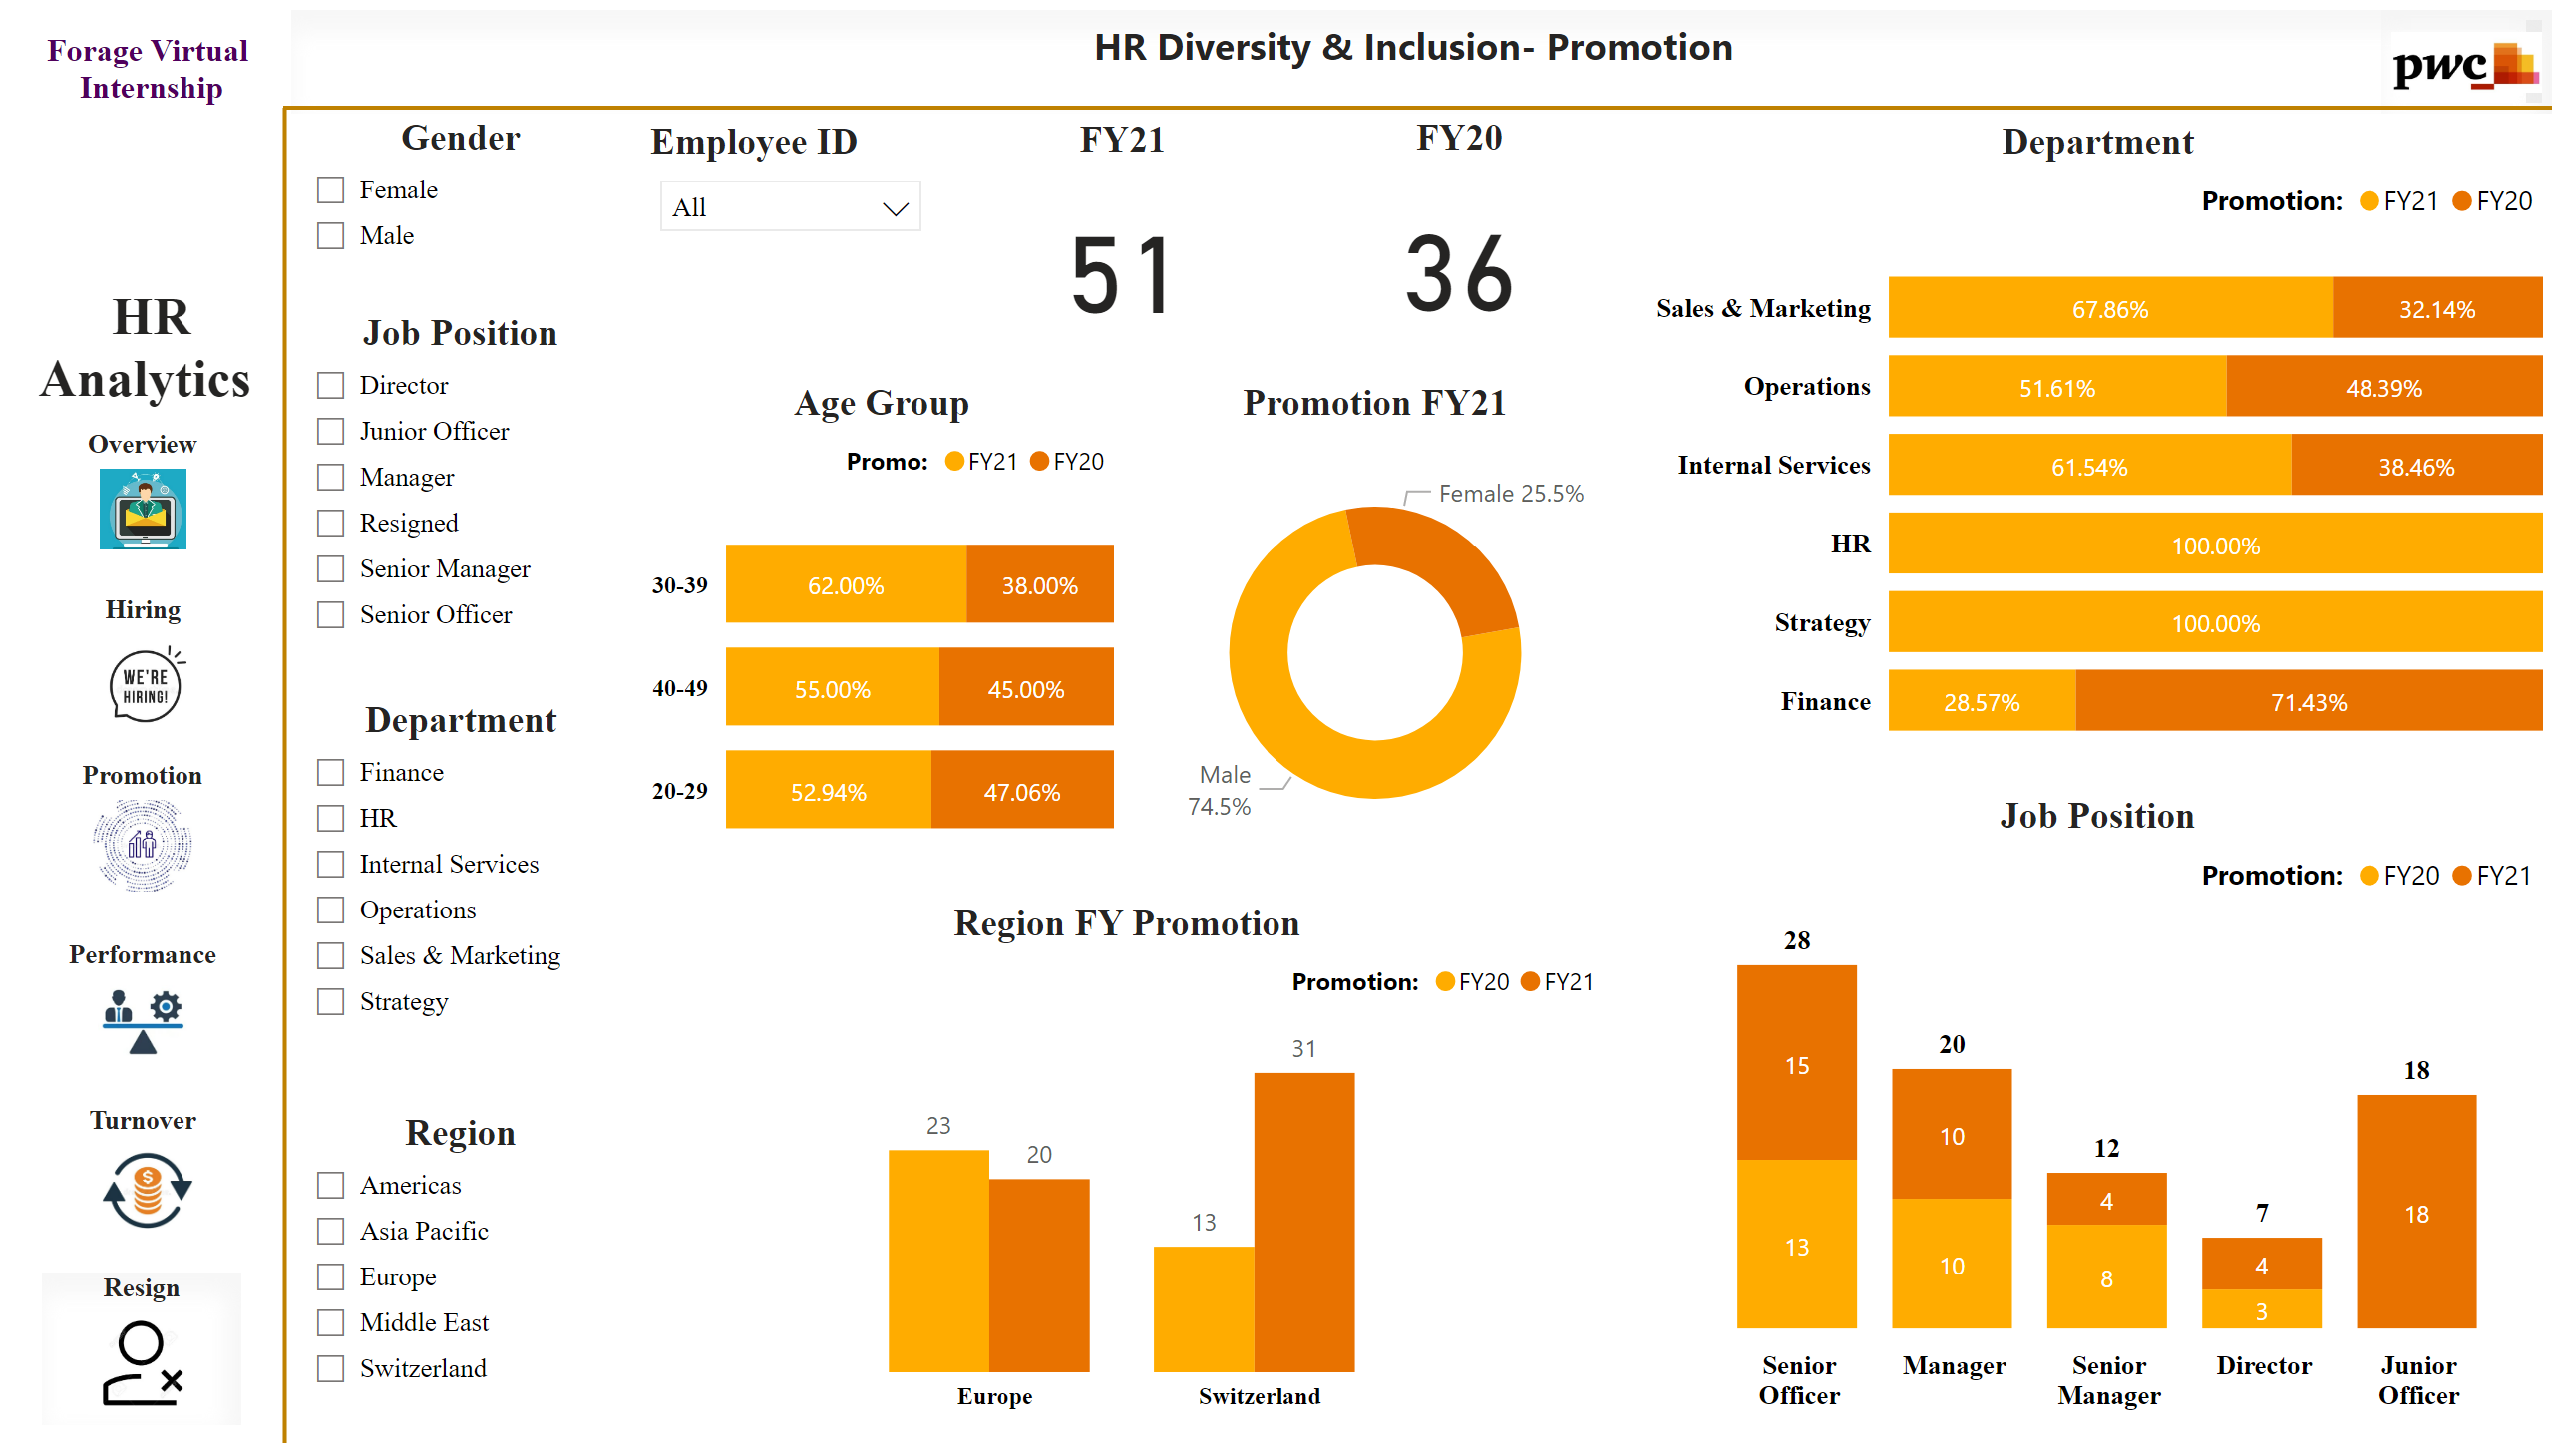 Forage Virtual
Internship
HR Diversity & Inclusion- Promotion
pwc
HR
Analytics
Overview
Hiring
WE'RE
HIRING!
Promotion
Performance
Turnover
$
Resign
Gender
Female
Male
Job Position
Director
Junior Officer
Manager
Resigned
Senior Manager
Senior Officer
Department
Finance
HR
Internal Services
Operations
Sales & Marketing
Strategy
Region
Americas
Asia Pacific
Europe
Middle East
Switzerland
Employee ID
All
FY21
51
FY20
36
Age Group
Promo: FY21 FY20
30-39 62.00% 38.00%
40-49 55.00% 45.00%
20-29 52.94% 47.06%
Promotion FY21
Female 25.5%
Male
74.5%
Region FY Promotion
Promotion: FY20 FY21
23 20 13 31
Europe Switzerland
Department
Promotion: FY21 FY20
Sales & Marketing 67.86% 32.14%
Operations 51.61% 48.39%
Internal Services 61.54% 38.46%
HR 100.00%
Strategy 100.00%
Finance 28.57% 71.43%
Job Position
Promotion: FY20 FY21
28 20 12 7 18
15 10 4 4 18
13 10 8 3
Senior Manager Senior Director Junior
Officer Manager Officer